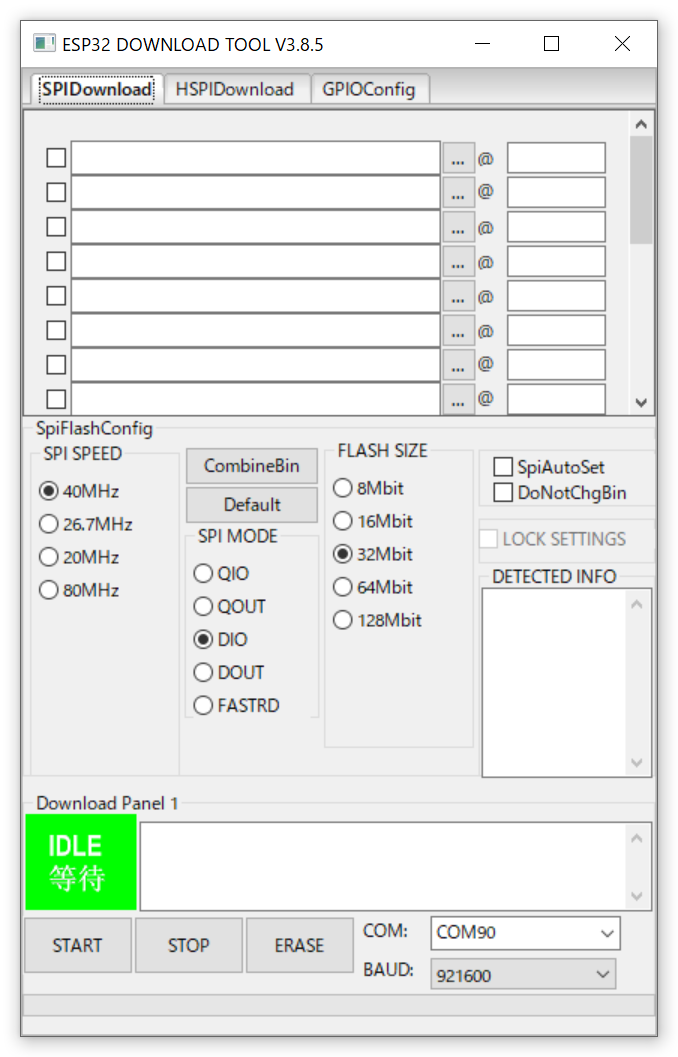 ESP32 DOWNLOAD TOOL V3.8.5
SPIDownload HSPIDownload GPIOConfig
... @
... @
... @
... @
... @
... @
... @
... @
SpiFlashConfig
SPI SPEED
40MHz
26.7MHz
20MHz
80MHz
CombineBin
Default
SPI MODE
QIO
QOUT
DIO
DOUT
FASTRD
FLASH SIZE
8Mbit
16Mbit
32Mbit
64Mbit
128Mbit
SpiAutoSet
DoNotChgBin
LOCK SETTINGS
DETECTED INFO
Download Panel 1
IDLE
等待
START STOP ERASE
COM: COM90
BAUD: 921600